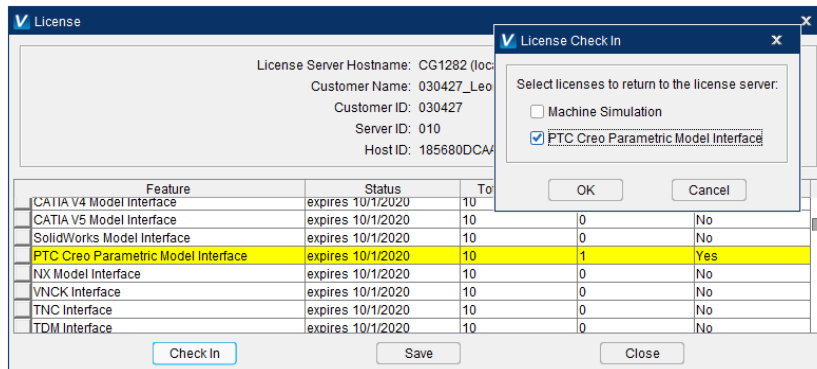 License
License Server Hostname: CG1282 (loc
Customer Name: 030427_Leo
Customer ID: 030427
Server ID: 010
Host ID: 185680DCAA
License Check In
Select licenses to return to the license server:
Machine Simulation
PTC Creo Parametric Model Interface
OK Cancel
Feature Status To
CATIA V4 Model Interface expires 10/1/2020 10
CATIA V5 Model Interface expires 10/1/2020 10 0 No
SolidWorks Model Interface expires 10/1/2020 10 0 No
PTC Creo Parametric Model Interface expires 10/1/2020 10 1 Yes
NX Model Interface expires 10/1/2020 10 0 No
VNCK Interface expires 10/1/2020 10 0 No
TNC Interface expires 10/1/2020 10 0 No
TDM Interface expires 10/1/2020 10 0 No
Check In Save Close